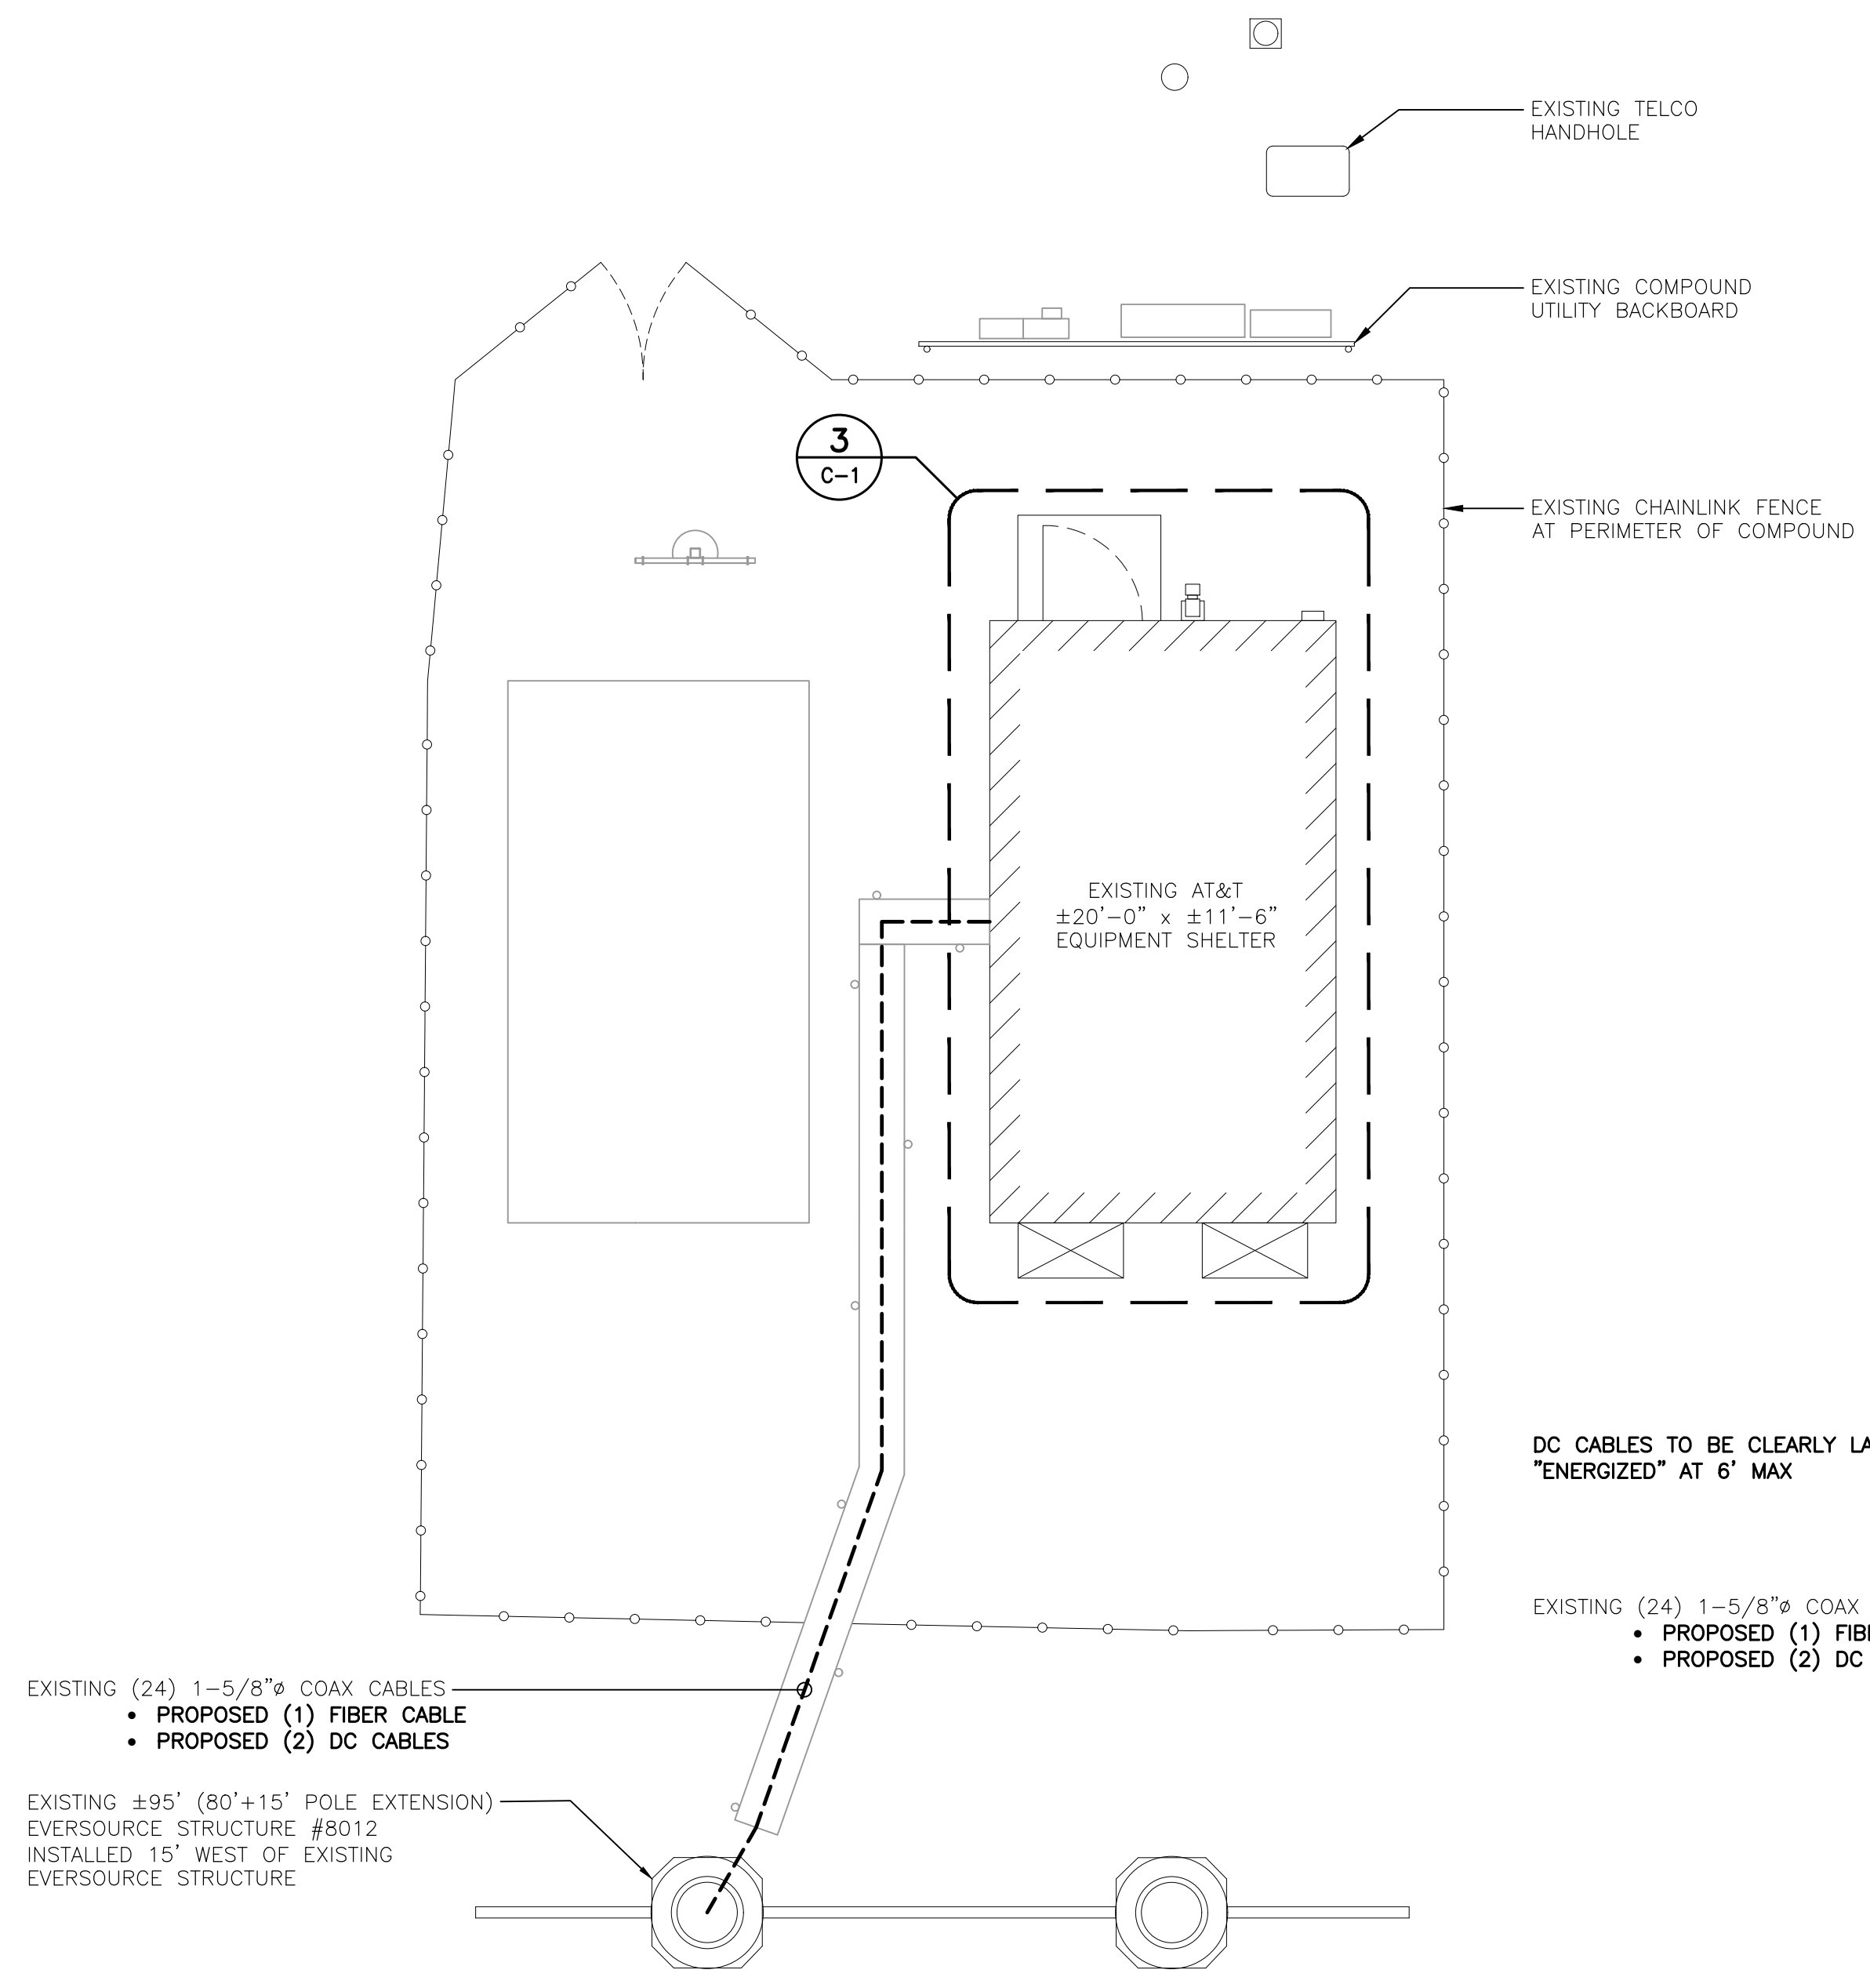 EXISTING TELCO
HANDHOLE
EXISTING COMPOUND
UTILITY BACKBOARD
3
C-1
EXISTING CHAINLINK FENCE
AT PERIMETER OF COMPOUND
EXISTING AT&T
±20'-0" x ±11'-6"
EQUIPMENT SHELTER
DC CABLES TO BE CLEARLY
"ENERGIZED" AT 6' MAX
EXISTING (24) 1-5/8"ø COAX
• PROPOSED (1)
• PROPOSED (2) DC
EXISTING (24) 1-5/8"ø COAX CABLES
• PROPOSED (1) FIBER CABLE
• PROPOSED (2) DC CABLES
EXISTING ±95' (80'+15' POLE EXTENSION)
EVERSOURCE STRUCTURE #8012
INSTALLED 15' WEST OF EXISTING
EVERSOURCE STRUCTURE